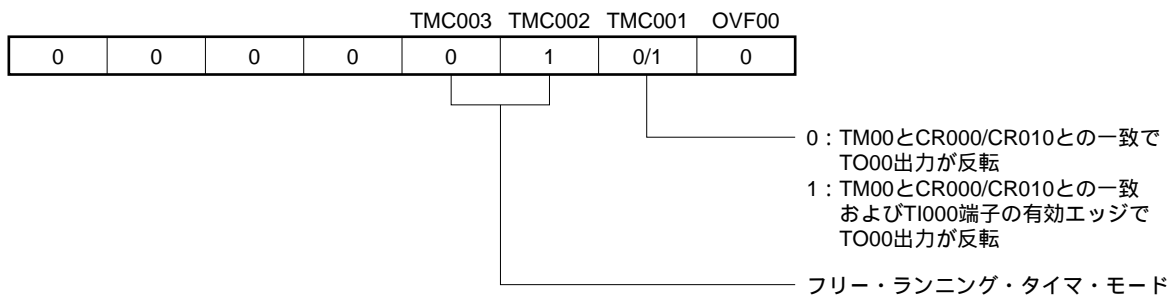 TMC003 TMC002 TMC001 OVF00
0 0 0 0 0 1 0/1 0
0：TM00とCR000/CR010との一致で
TO00出力が反転
1：TM00とCR000/CR010との一致
およびTI000端子の有効エッジで
TO00出力が反転
フリー・ランニング・タイマ・モード